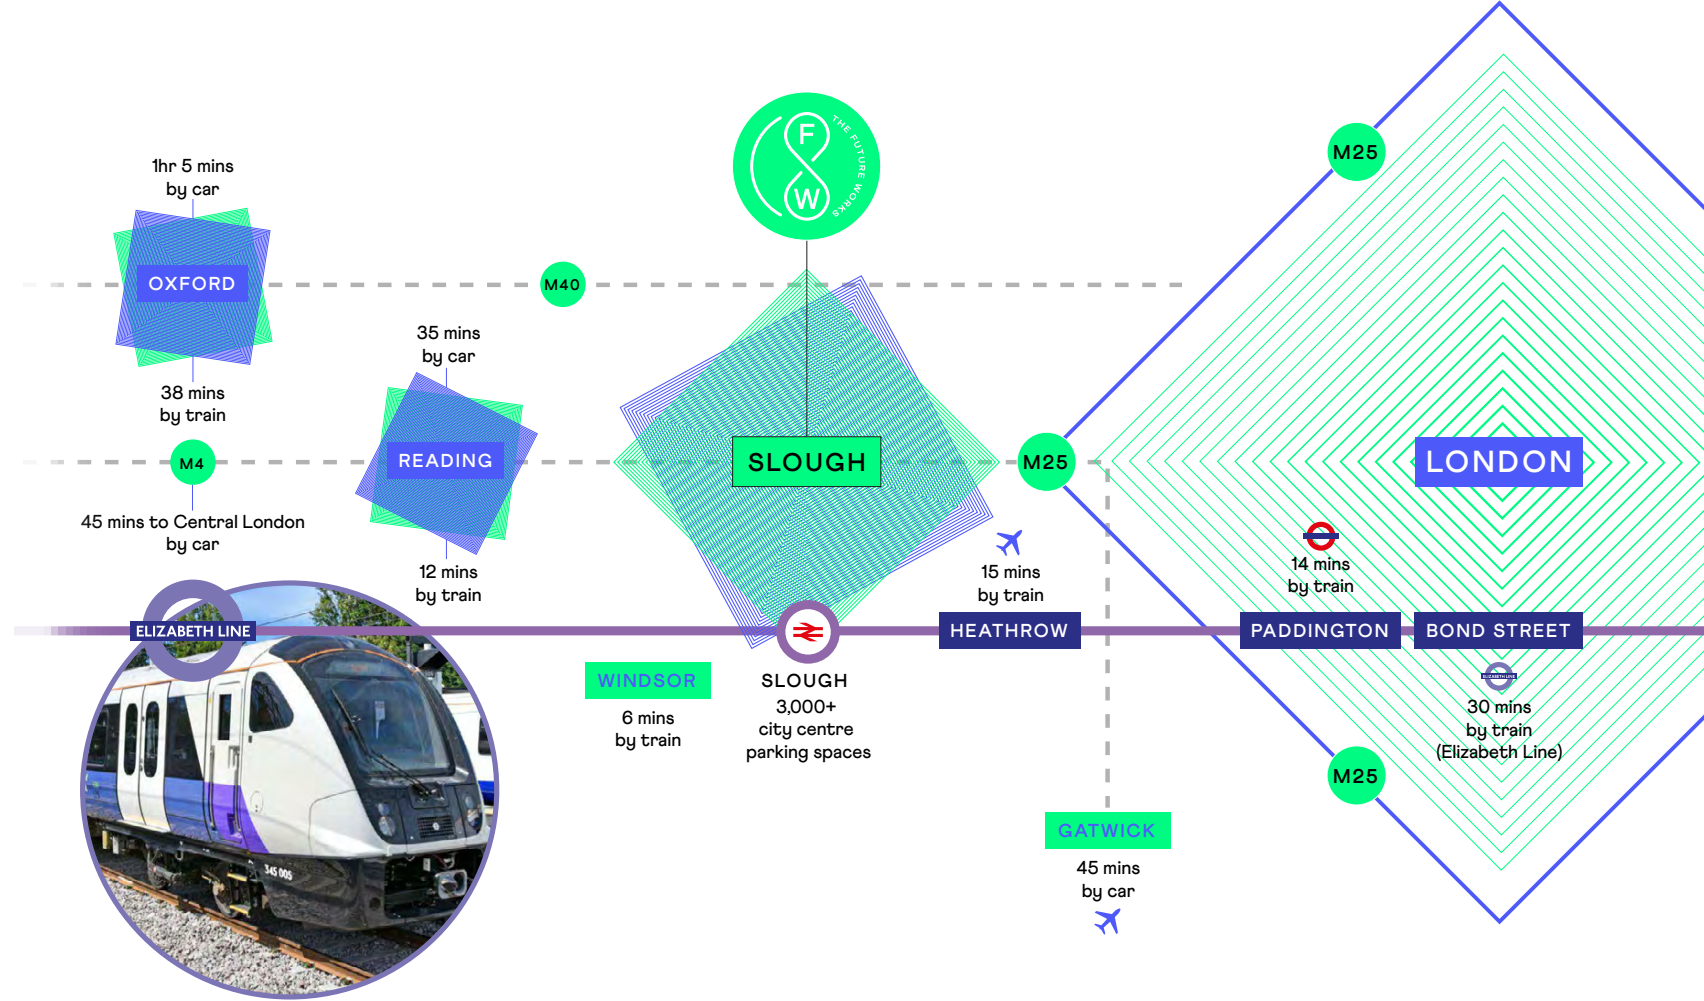 F
THE FUTURE WORKS
W
M25
1hr 5 mins
by car
OXFORD
M40
38 mins
by train
35 mins
by car
M4
READING
SLOUGH
M25
LONDON
45 mins to Central London
by car
12 mins
by train
15 mins
by train
14 mins
by train
ELIZABETH LINE
HEATHROW
PADDINGTON
BOND STREET
WINDSOR
6 mins
by train
SLOUGH
3,000+
city centre
parking spaces
ELIZABETH LINE
30 mins
by train
(Elizabeth Line)
M25
GATWICK
45 mins
by car
345 005